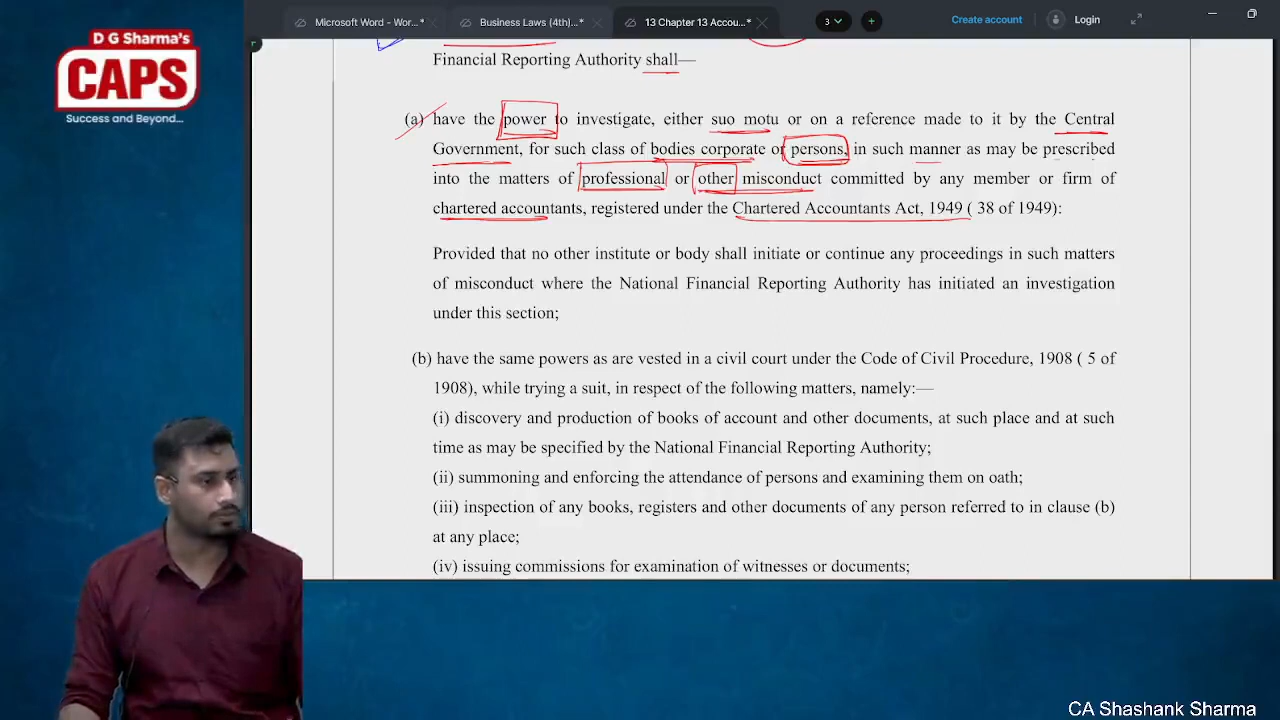 D G Sharma's
CAPS
Success and Beyond...
Microsoft Word - Wor...*
Business Laws (4th)...*
13 Chapter 13 Accou...*
3
Create account
Login
Financial Reporting Authority shall—
(a) have the power to investigate, either suo motu or on a reference made to it by the Central
Government, for such class of bodies corporate or persons, in such manner as may be prescribed
into the matters of professional or other misconduct committed by any member or firm of
chartered accountants, registered under the Chartered Accountants Act, 1949 ( 38 of 1949):
Provided that no other institute or body shall initiate or continue any proceedings in such matters
of misconduct where the National Financial Reporting Authority has initiated an investigation
under this section;
(b) have the same powers as are vested in a civil court under the Code of Civil Procedure, 1908 ( 5 of
1908), while trying a suit, in respect of the following matters, namely:—
(i) discovery and production of books of account and other documents, at such place and at such
time as may be specified by the National Financial Reporting Authority;
(ii) summoning and enforcing the attendance of persons and examining them on oath;
(iii) inspection of any books, registers and other documents of any person referred to in clause (b)
at any place;
(iv) issuing commissions for examination of witnesses or documents;
CA Shashank Sharma